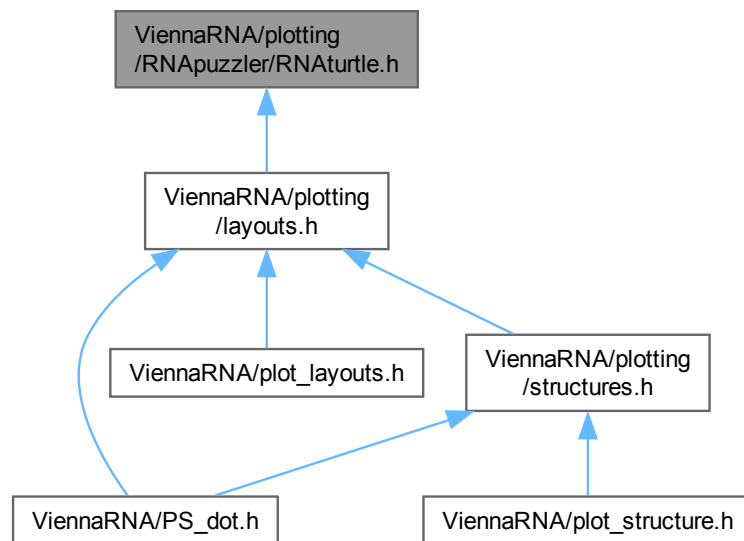 ViennaRNA/plotting
/RNApuzzler/RNAturtle.h
ViennaRNA/plotting
/layouts.h
ViennaRNA/plot_layouts.h
ViennaRNA/plotting
/structures.h
ViennaRNA/PS_dot.h
ViennaRNA/plot_structure.h